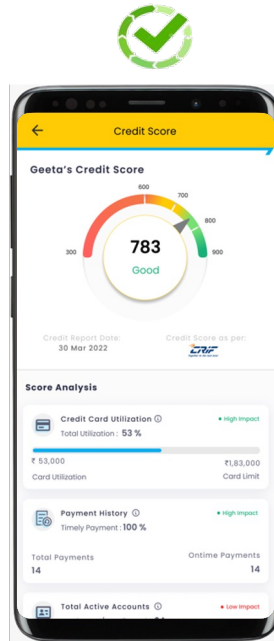 Credit Score
Geeta's Credit Score
600
700
800
300
900
783
Good
Credit Report Date:
30 Mar 2022
Credit Score as per:
CRIF
Score Analysis
Credit Card Utilization
High Impact
Total Utilization : 53 %
₹ 53,000
₹1,83,000
Card Utilization
Card Limit
Payment History
High Impact
Timely Payment : 100 %
Total Payments
Ontime Payments
14
14
Total Active Accounts
Low Impact